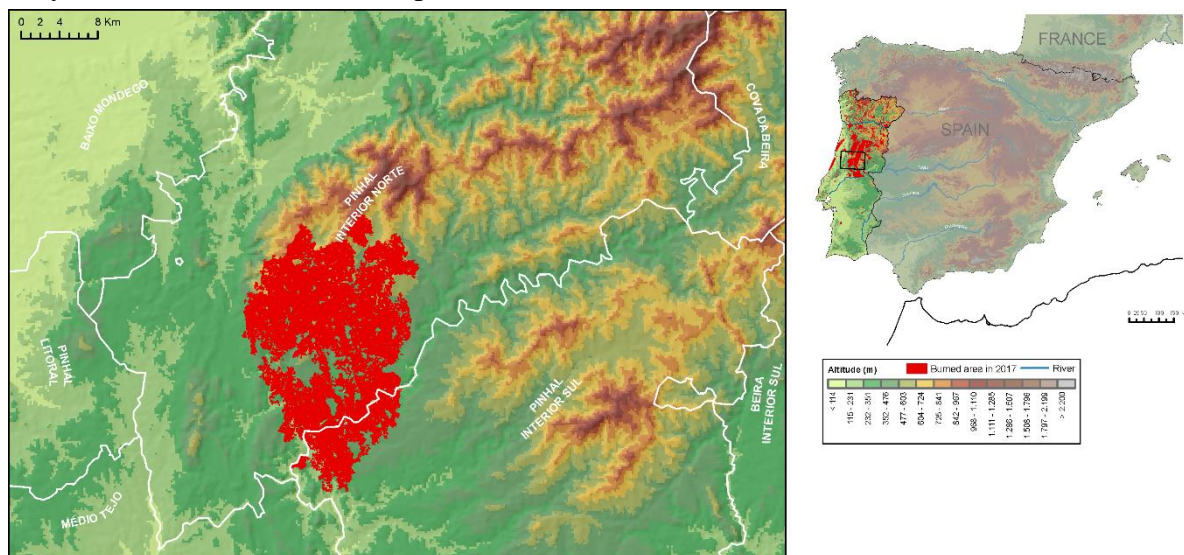 0 2 4 8 Km
BAIXO MONDEGO
COVA DA BEIRA
PINHAL
INTERIOR NORTE
PINHAL
LITORAL
PINHAL
INTERIOR SUL
BEIRA
INTERIOR SUL
MÉDIO TEJO
FRANCE
SPAIN
Altitude (m)
Burned area in 2017
River
< 114
115 - 231
232 - 351
352 - 476
477 - 603
604 - 724
725 - 841
842 - 967
968 - 1.110
1.111 - 1.285
1.286 - 1.507
1.508 - 1.796
1.797 - 2.199
> 2.200